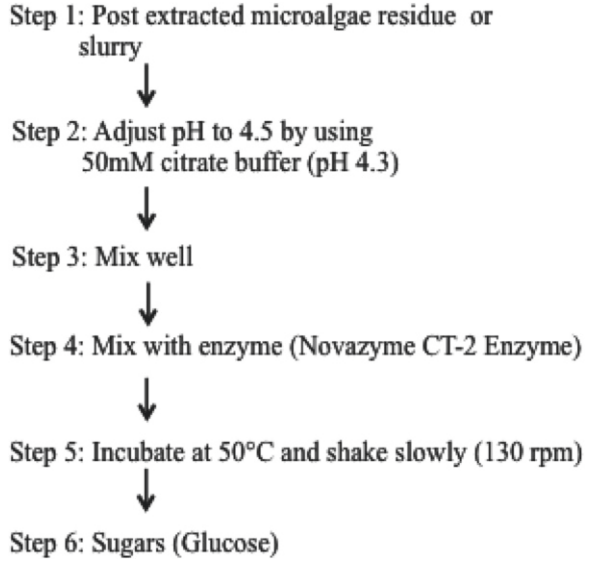 Step 1: Post extracted microalgae residue or
slurry
Step 2: Adjust pH to 4.5 by using
50mM citrate buffer (pH 4.3)
Step 3: Mix well
Step 4: Mix with enzyme (Novazyme CT-2 Enzyme)
Step 5: Incubate at 50°C and shake slowly (130 rpm)
Step 6: Sugars (Glucose)